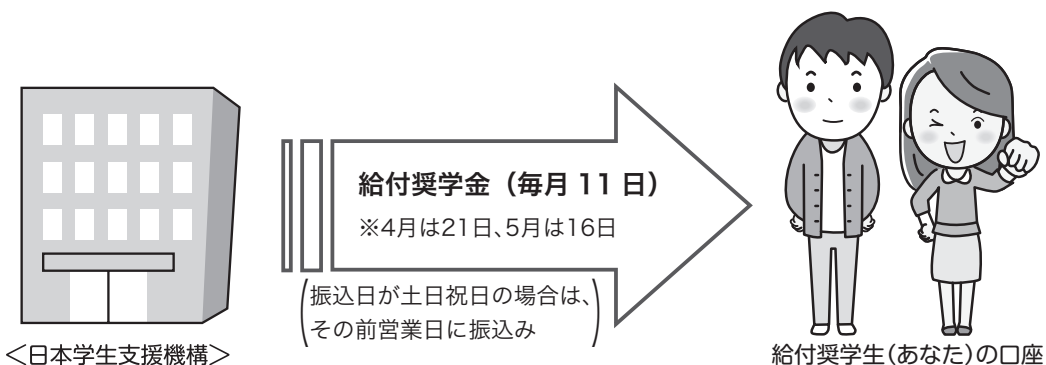 給付奨学金（毎月 11 日）
※4月は21日、5月は16日
(振込日が土日祝日の場合は、
その前営業日に振込み)
＜日本学生支援機構＞
給付奨学生(あなた)の口座